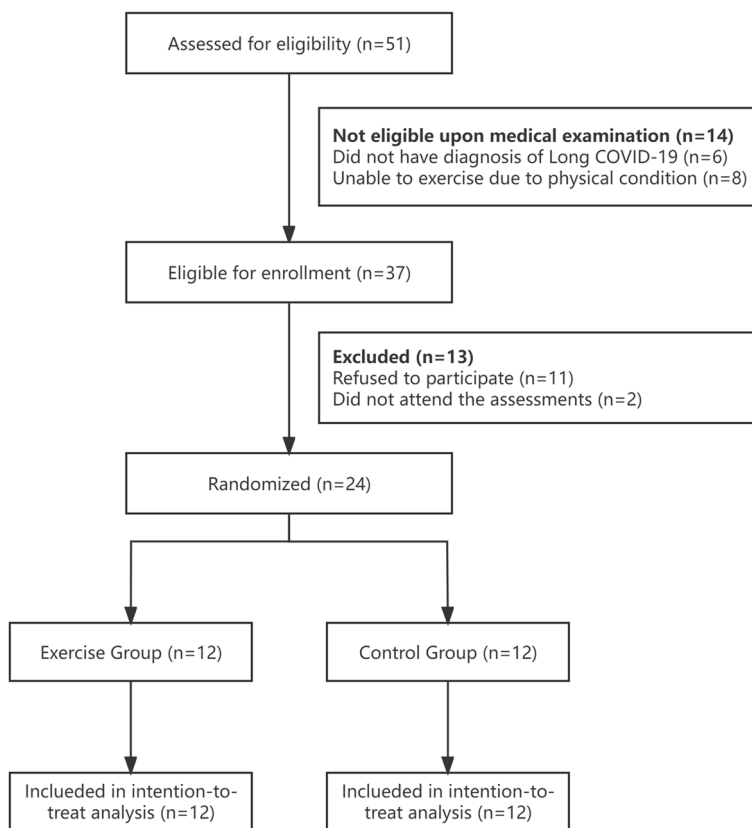 Assessed for eligibility (n=51)
Not eligible upon medical examination (n=14)
Did not have diagnosis of Long COVID-19 (n=6)
Unable to exercise due to physical condition (n=8)
Eligible for enrollment (n=37)
Excluded (n=13)
Refused to participate (n=11)
Did not attend the assessments (n=2)
Randomized (n=24)
Exercise Group (n=12)
Control Group (n=12)
Inclueded in intention-to-
treat analysis (n=12)
Inclueded in intention-to-
treat analysis (n=12)